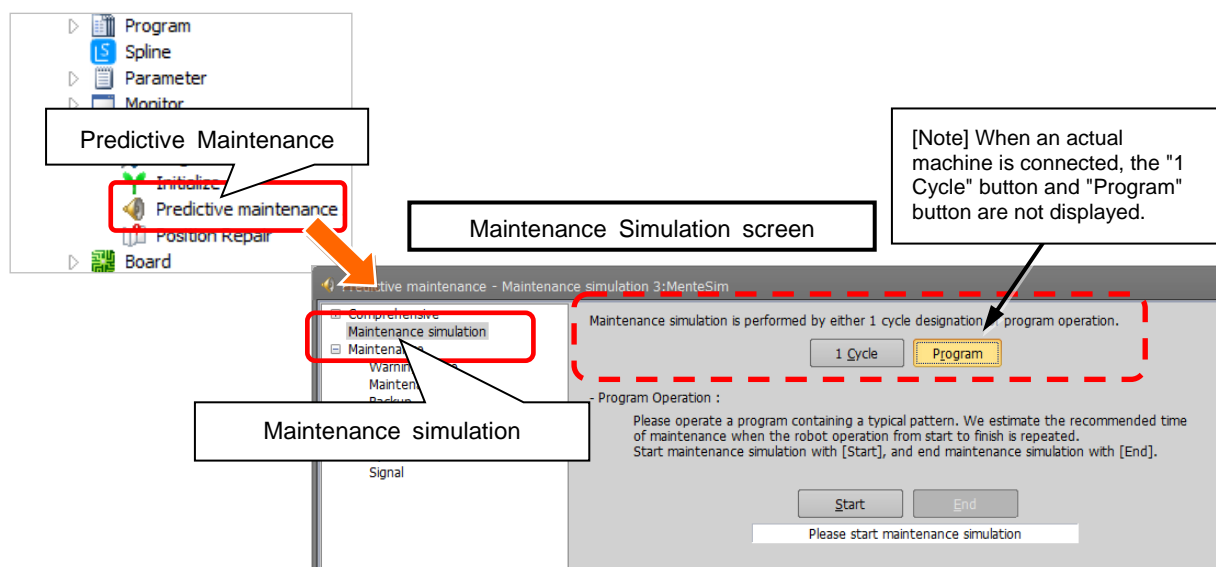 Program
Spline
Parameter
Monitor
Predictive Maintenance
Initialize
Predictive maintenance
Position Repair
Board
[Note] When an actual
machine is connected, the "1
Cycle" button and "Program"
button are not displayed.
Maintenance Simulation screen
Predictive maintenance - Maintenance simulation 3:MenteSim
Comprehensive
Maintenance simulation
Maintenance
Maintenance simulation
Signal
Maintenance simulation is performed by either 1 cycle designation or program operation.
1 Cycle
Program
- Program Operation :
Please operate a program containing a typical pattern. We estimate the recommended time
of maintenance when the robot operation from start to finish is repeated.
Start maintenance simulation with [Start], and end maintenance simulation with [End].
Start
End
Please start maintenance simulation